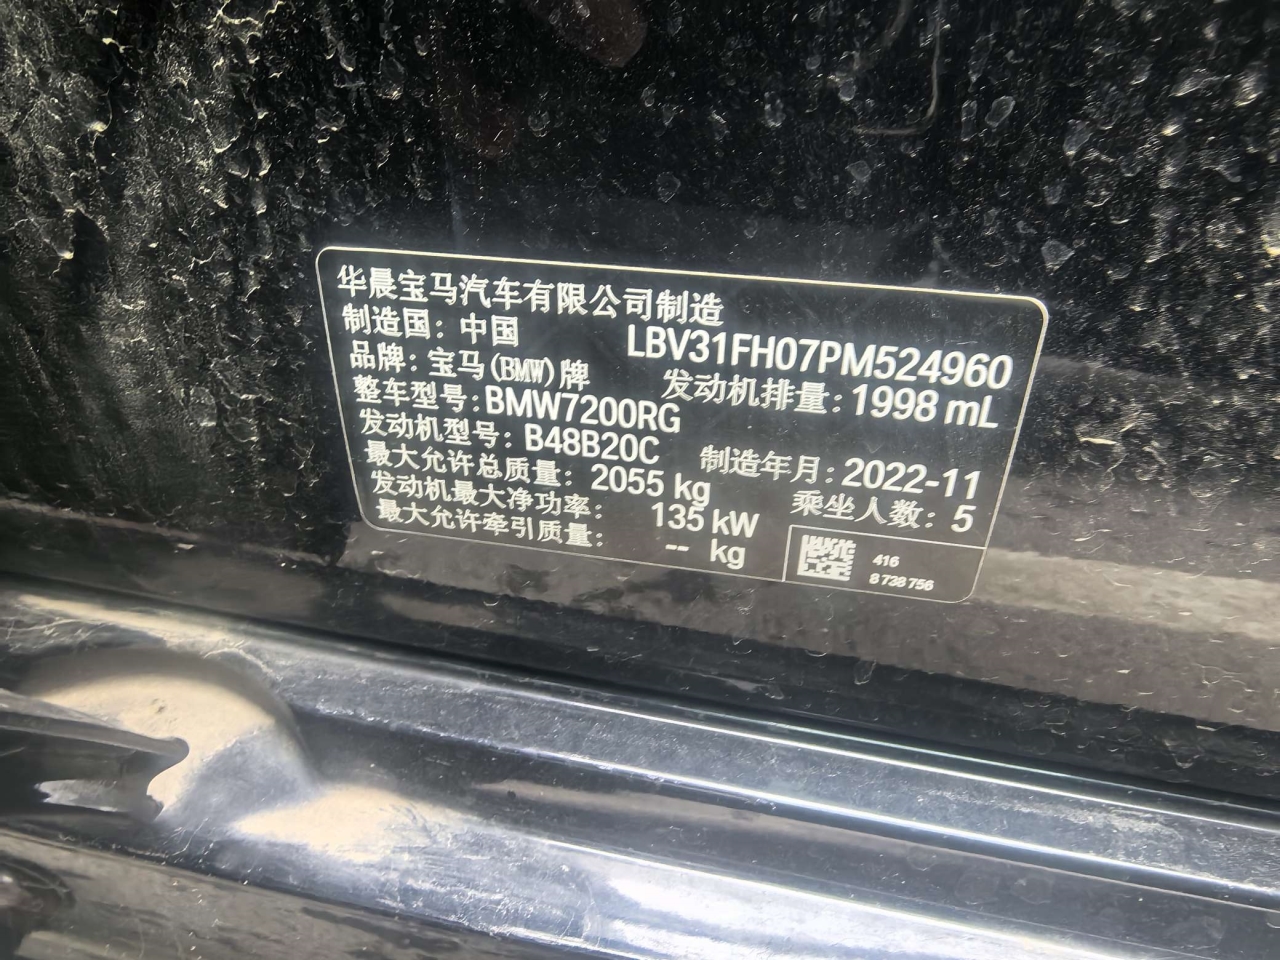 华晨宝马汽车有限公司制造
制造国：中国
LBV31FH07PM524960
品牌：宝马(BMW)牌
发动机排量：1998 mL
整车型号：BMW7200RG
发动机型号：B48B20C
制造年月：2022-11
最大允许总质量：2055 kg
乘坐人数：5
发动机最大净功率：135 kW
最大允许牵引质量：-- kg
416
8 738 756